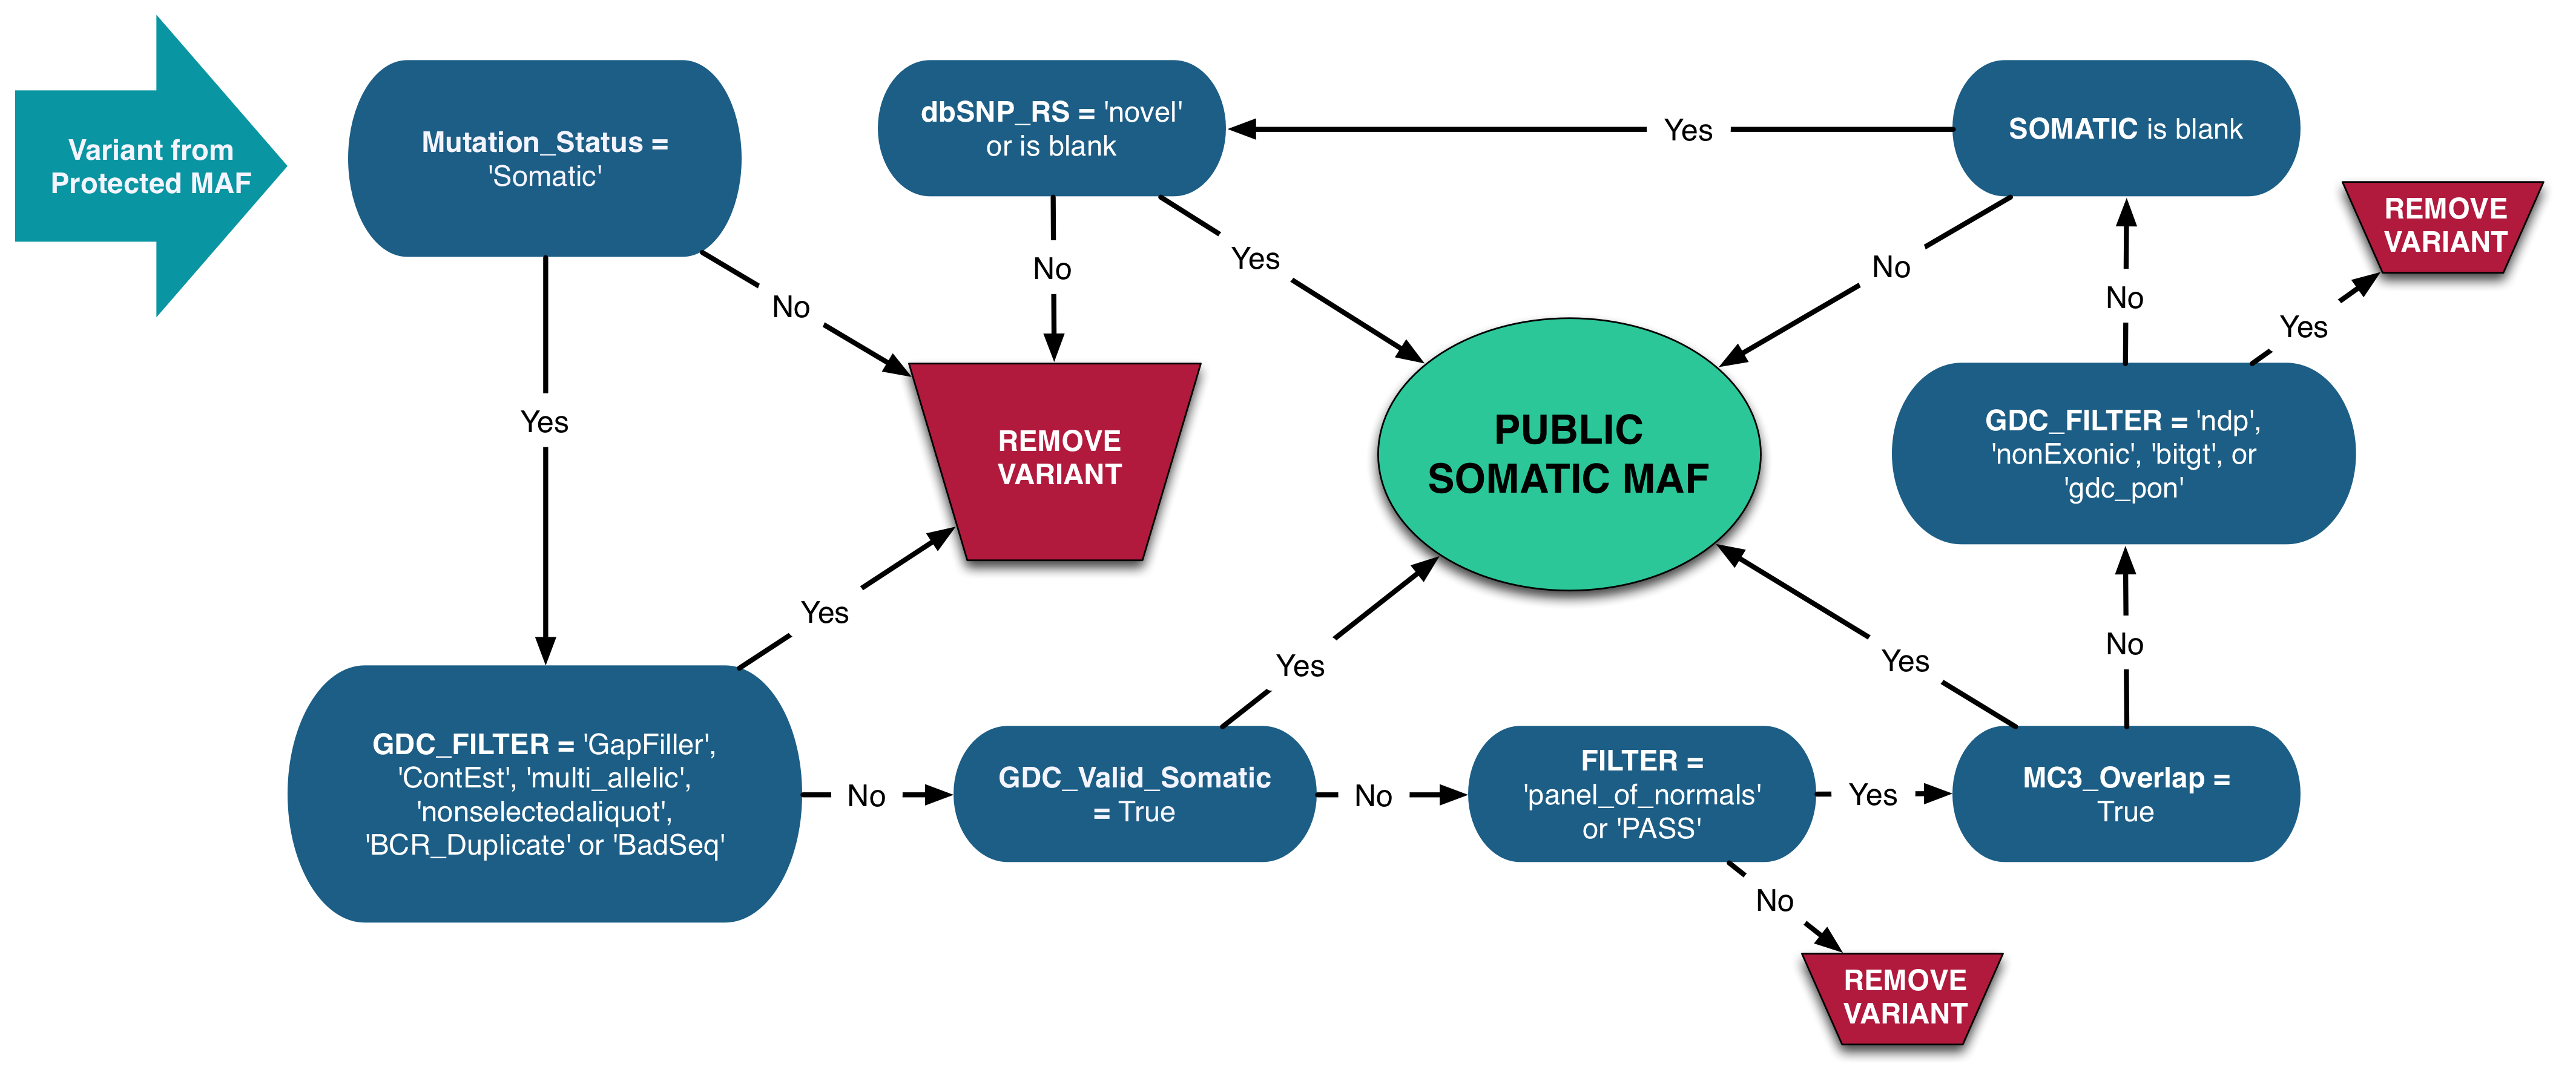 Variant from
Protected MAF
Mutation_Status =
'Somatic'
No
Yes
dbSNP_RS = 'novel'
or is blank
No
Yes
Yes
SOMATIC is blank
No
REMOVE
VARIANT
No
Yes
REMOVE
VARIANT
PUBLIC
SOMATIC MAF
GDC_FILTER = 'ndp',
'nonExonic', 'bitgt', or
'gdc_pon'
Yes
Yes
Yes
No
GDC_FILTER = 'GapFiller',
'ContEst', 'multi_allelic',
'nonselectedaliquot',
'BCR_Duplicate' or 'BadSeq'
No
GDC_Valid_Somatic
= True
No
FILTER =
'panel_of_normals'
or 'PASS'
Yes
MC3_Overlap =
True
No
REMOVE
VARIANT